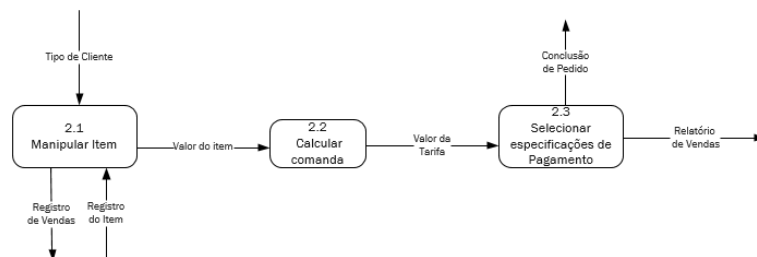 Tipo de Cliente
Conclusão
de Pedido
2.1
Manipular Item
Valor do item
2.2
Calcular
comanda
Valor da
Tarifa
2.3
Selecionar
especificações de
Pagamento
Relatório
de Vendas
Registro
de Vendas
Registro
do Item